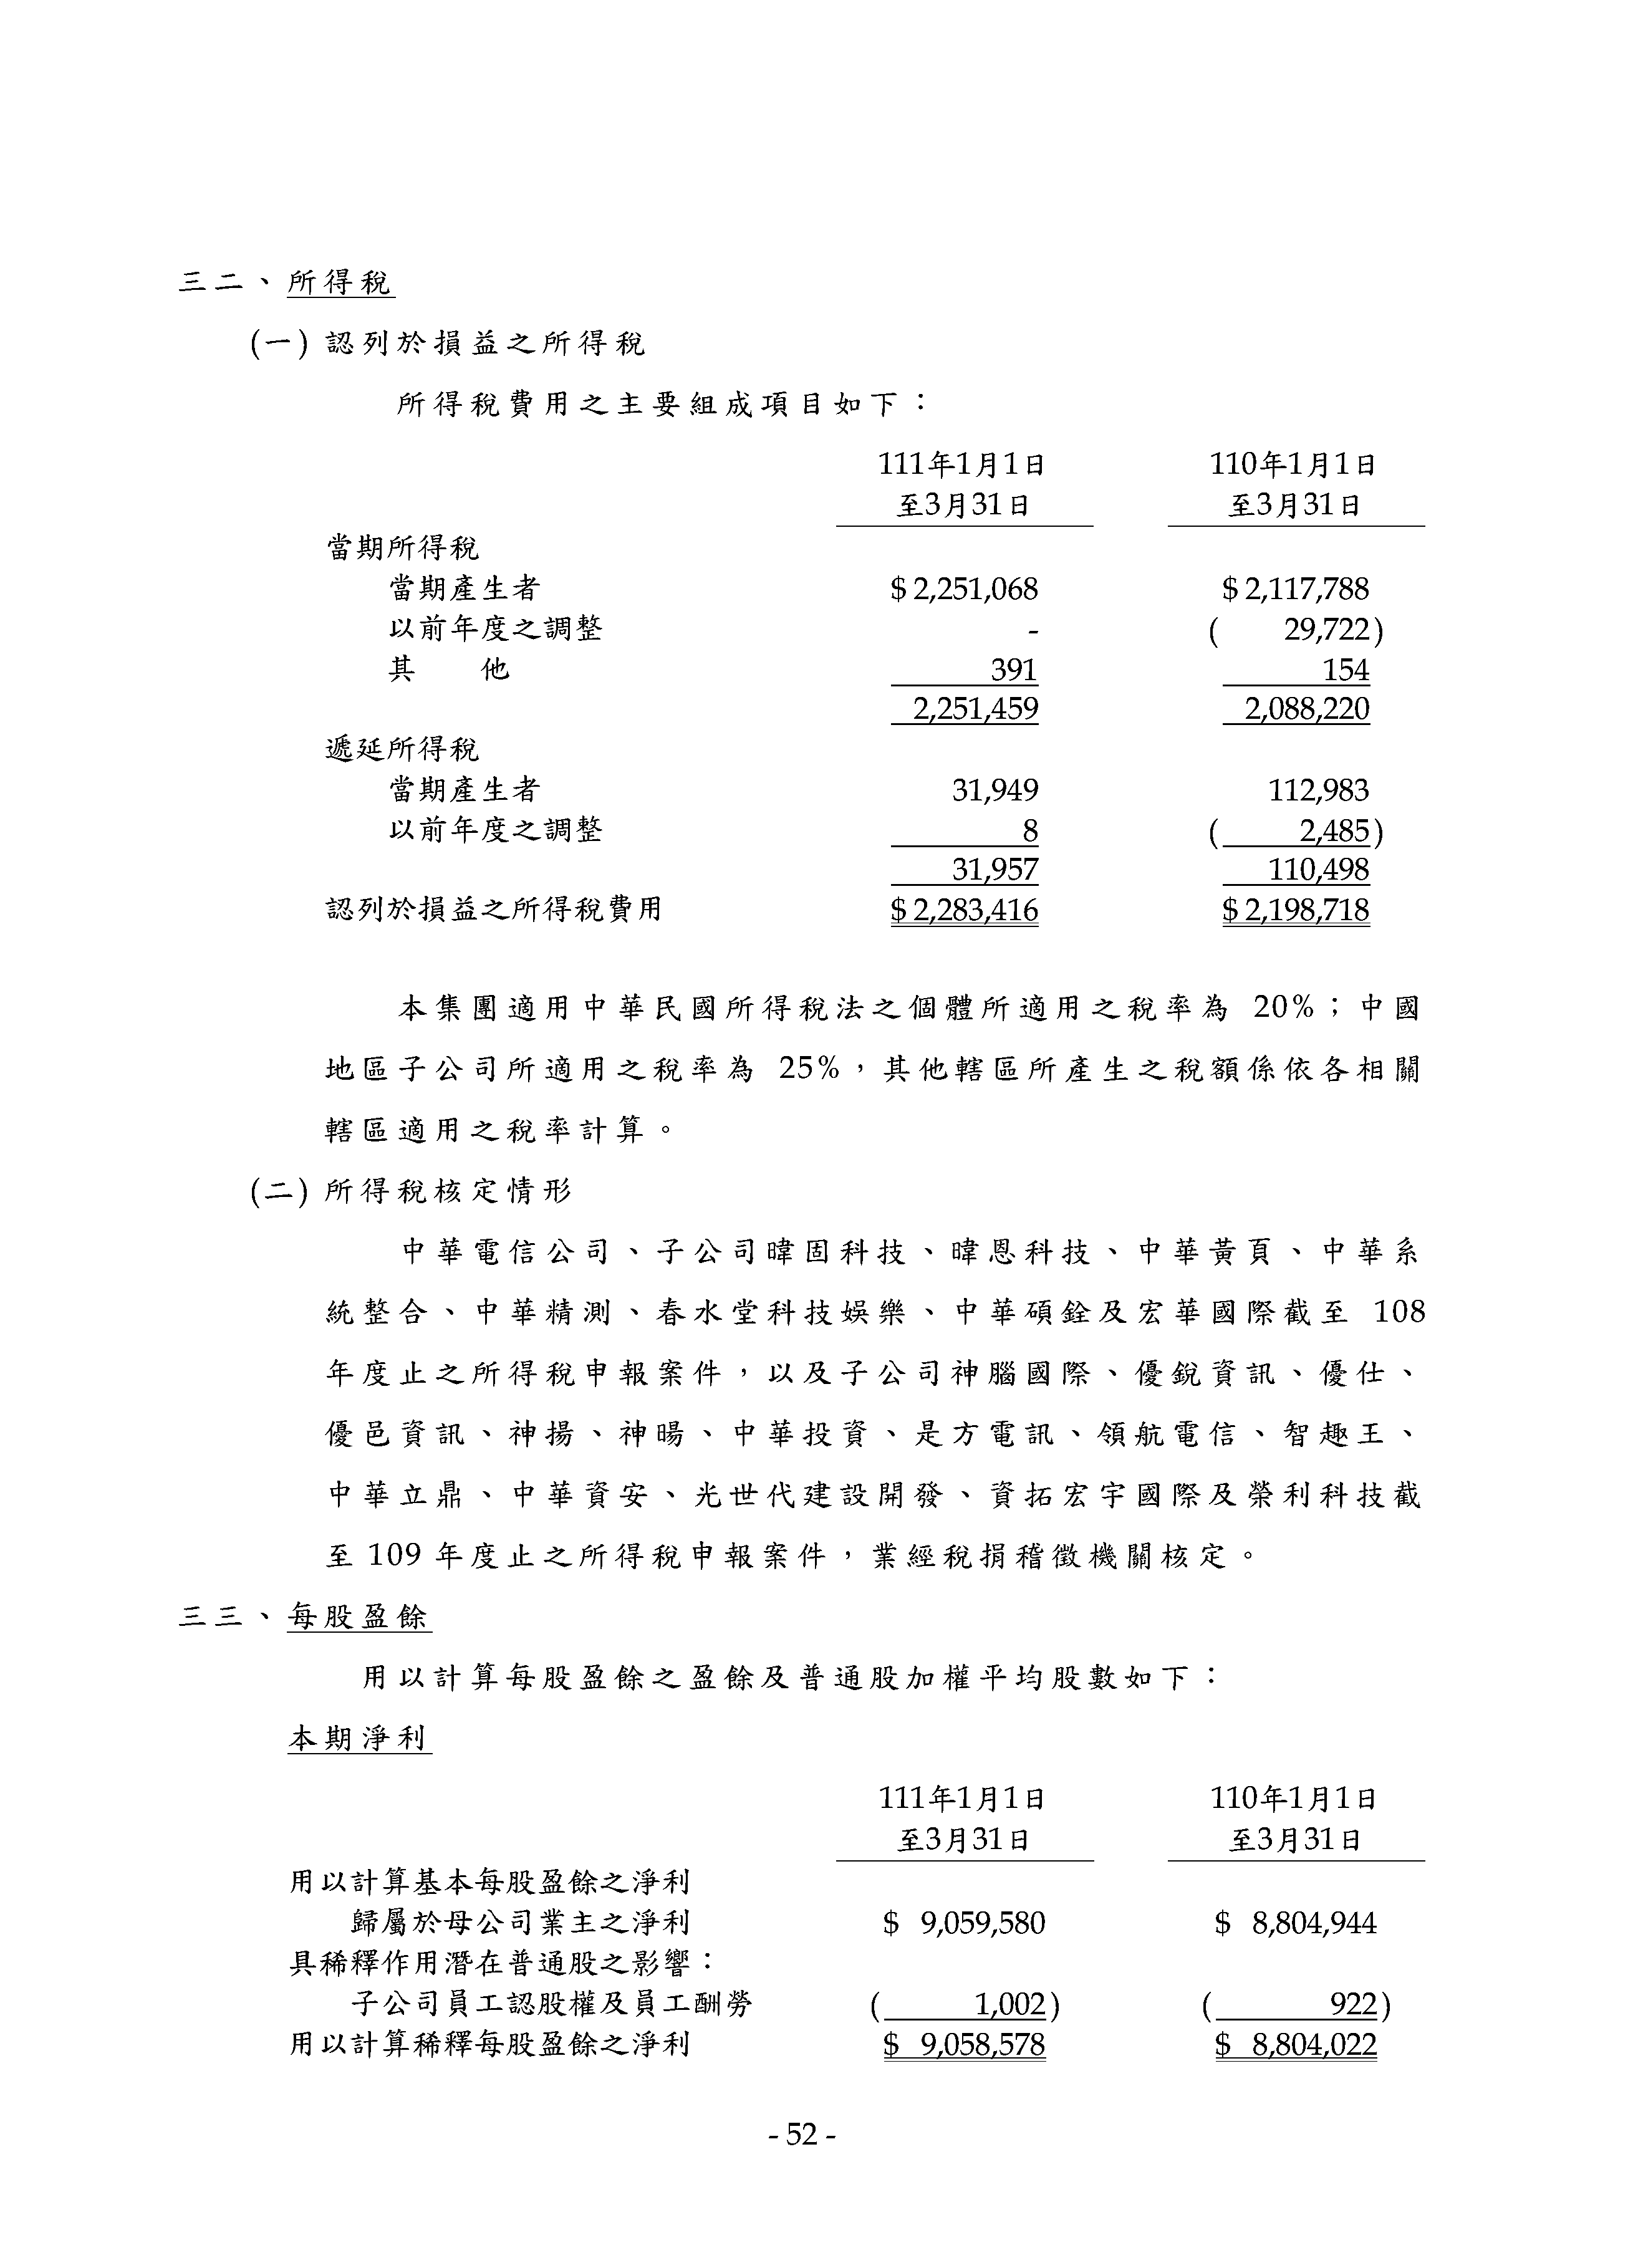 三二、所得稅
(一) 認列於損益之所得稅
所得稅費用之主要組成項目如下：
111年1月1日 110年1月1日
至3月31日 至3月31日
當期所得稅
當期產生者 $ 2,251,068 $ 2,117,788
以前年度之調整 - ( 29,722)
其 他 391 154
2,251,459 2,088,220
遞延所得稅
當期產生者 31,949 112,983
以前年度之調整 8 ( 2,485)
31,957 110,498
認列於損益之所得稅費用 $ 2,283,416 $ 2,198,718
本集團適用中華民國所得稅法之個體所適用之稅率為 20%；中國
地區子公司所適用之稅率為 25%，其他轄區所產生之稅額係依各相關
轄區適用之稅率計算。
(二) 所得稅核定情形
中華電信公司、子公司暐固科技、暐恩科技、中華黃頁、中華系
統整合、中華精測、春水堂科技娛樂、中華碩銓及宏華國際截至 108
年度止之所得稅申報案件，以及子公司神腦國際、優銳資訊、優仕、
優邑資訊、神揚、神暘、中華投資、是方電訊、領航電信、智趣王、
中華立鼎、中華資安、光世代建設開發、資拓宏宇國際及榮利科技截
至 109 年度止之所得稅申報案件，業經稅捐稽徵機關核定。
三三、每股盈餘
用以計算每股盈餘之盈餘及普通股加權平均股數如下：
本期淨利
111年1月1日 110年1月1日
至3月31日 至3月31日
用以計算基本每股盈餘之淨利
歸屬於母公司業主之淨利 $ 9,059,580 $ 8,804,944
具稀釋作用潛在普通股之影響：
子公司員工認股權及員工酬勞 ( 1,002) ( 922)
用以計算稀釋每股盈餘之淨利 $ 9,058,578 $ 8,804,022
- 52 -